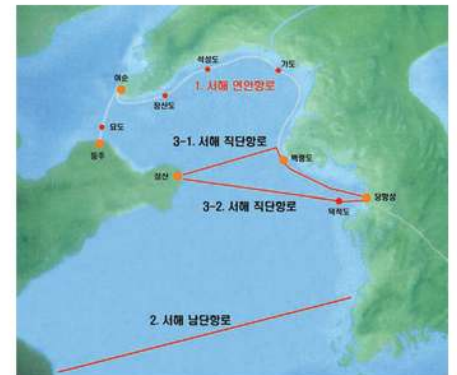 석성도
가도
여순
1. 서해 연안항로
장산도
묘도
3-1. 서해 직단항로
등주
백령도
성산
당항성
3-2. 서해 직단항로
덕적도
2. 서해 남단항로